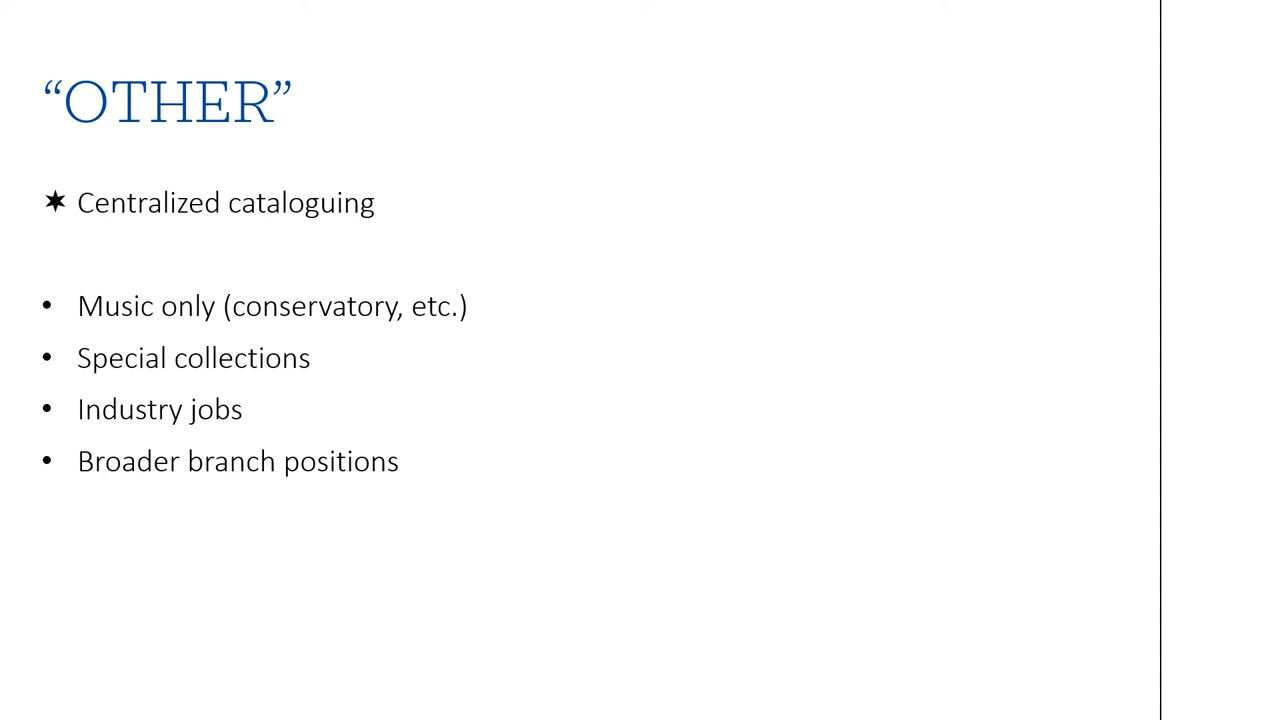 “OTHER”
✶ Centralized cataloguing
• Music only (conservatory, etc.)
• Special collections
• Industry jobs
• Broader branch positions